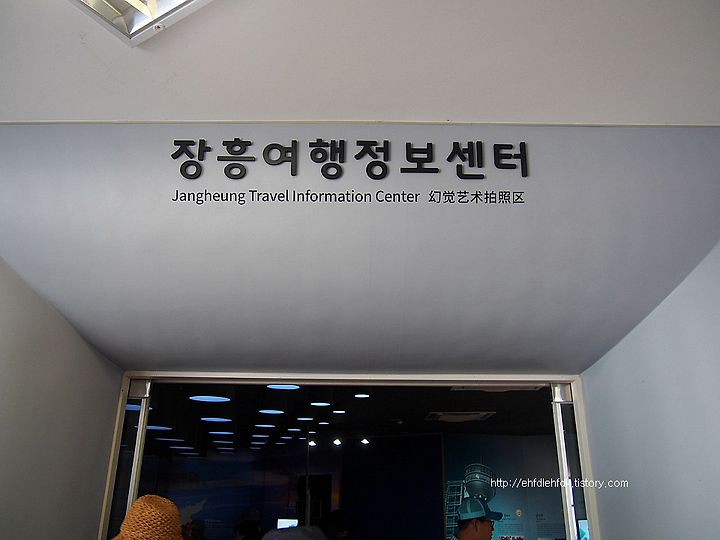 장흥여행정보센터
Jangheung Travel Information Center 幻觉艺术拍照区
http://ehfdlehfdl.tistory.com